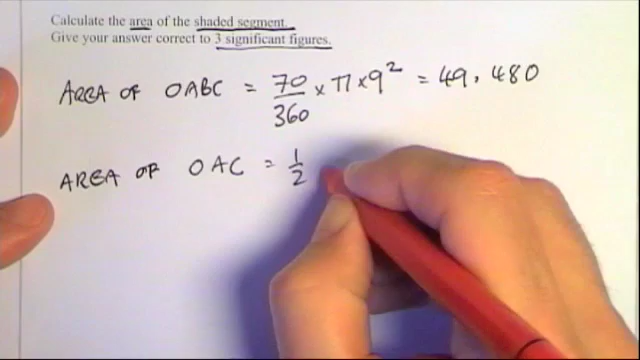 Calculate the area of the shaded segment.
Give your answer correct to 3 significant figures.
AREA OF OABC = 70/360 × π × 9² = 49.480
AREA OF OAC = 1/2